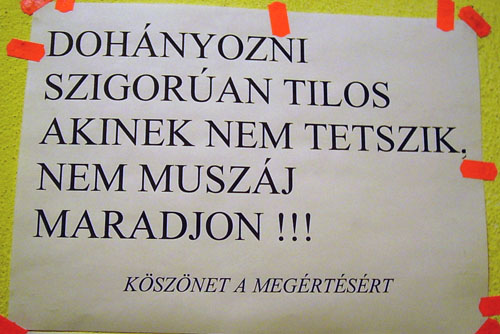 DOHÁNYOZNI
SZIGORÚAN TILOS
AKINEK NEM TETSZIK,
NEM MUSZÁJ
MARADJON !!!
KÖSZÖNET A MEGÉRTÉSÉRT